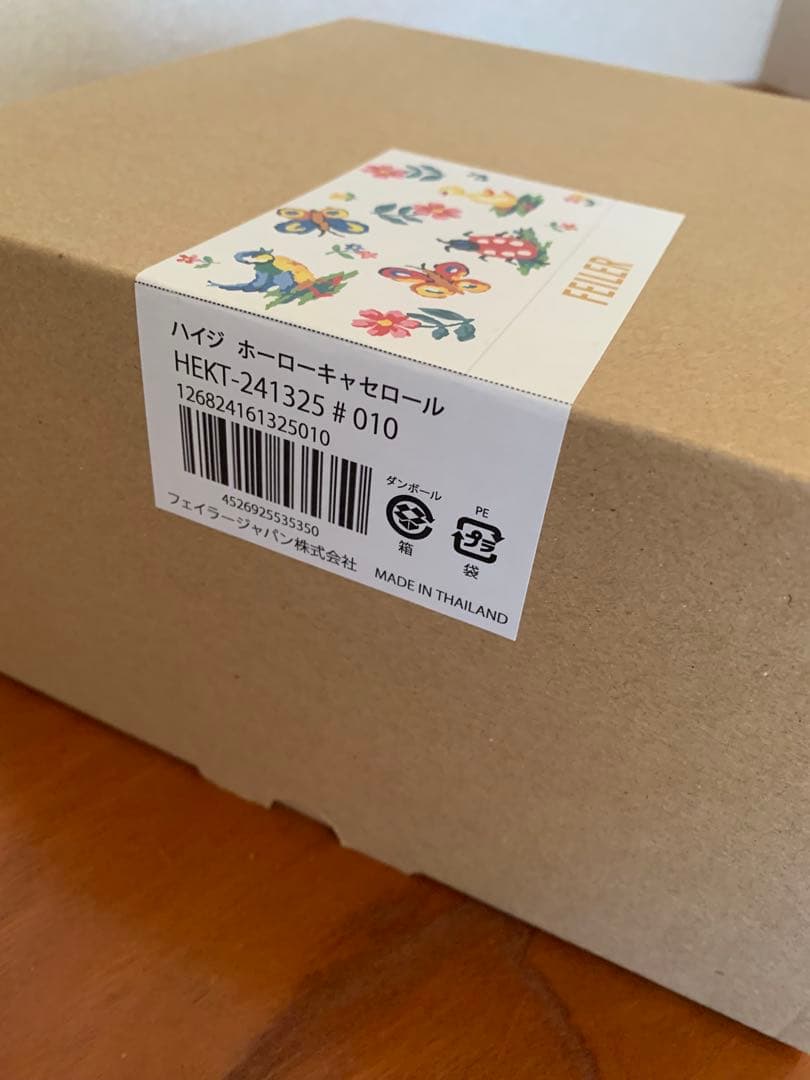 FEILER
ハイジ ホーローキャセロール
HEKT-241325 # 010
126824161325010
4526925535350
フェイラージャパン株式会社
ダンボール
箱
PE
プラ
袋
MADE IN THAILAND